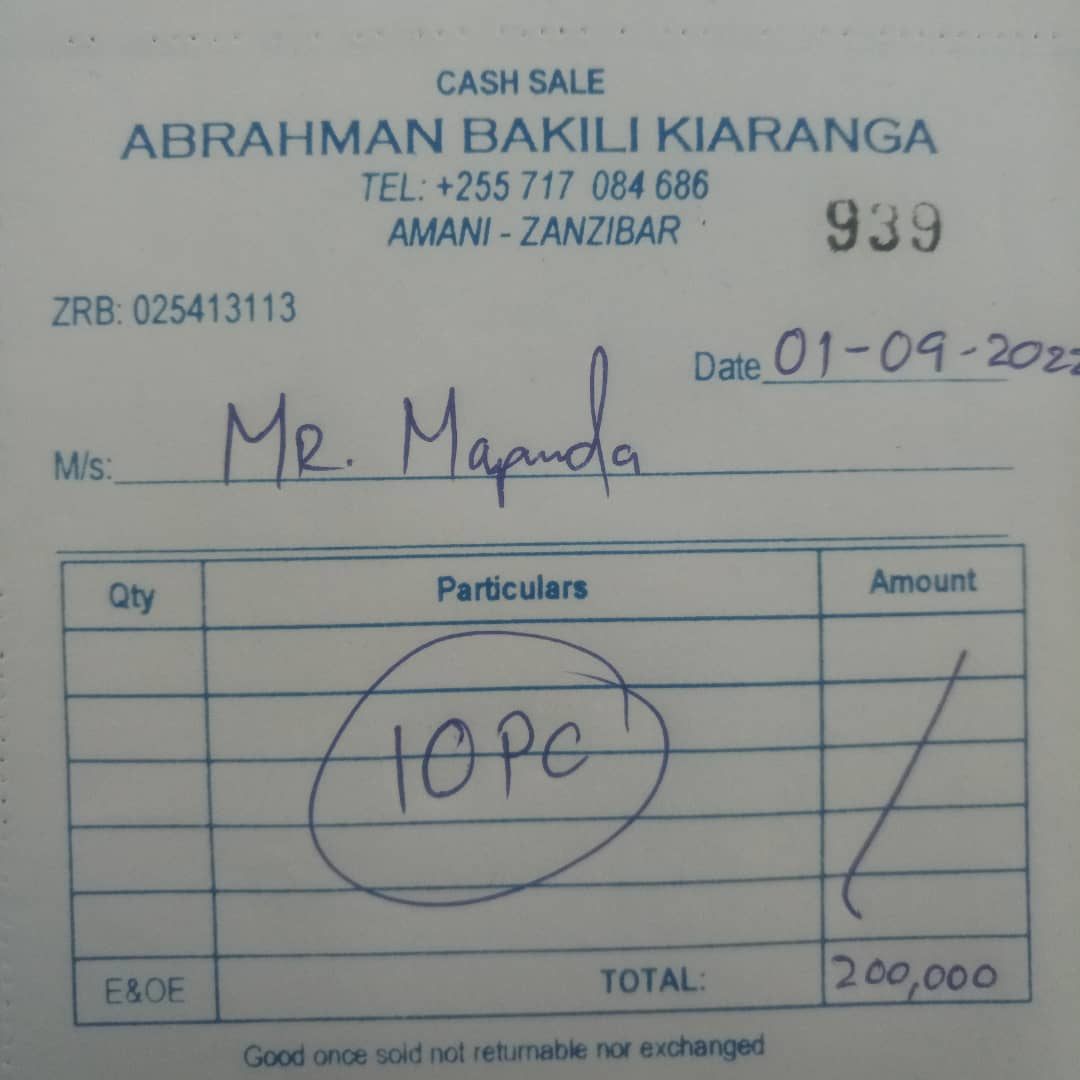 CASH SALE
ABRAHMAN BAKILI KIARANGA
TEL: +255 717 084 686
AMANI - ZANZIBAR
939
ZRB: 025413113
Date 01-09-2022
M/s: MR. Mapanda
Qty Particulars Amount
10PC
E&OE TOTAL: 200,000
Good once sold not returnable nor exchanged